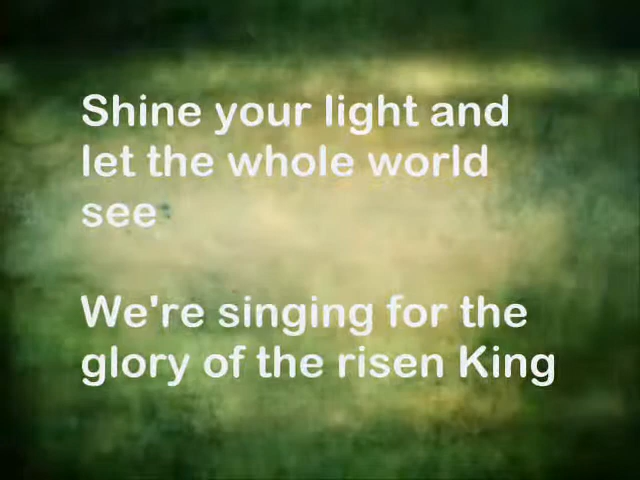 Shine your light and
let the whole world
see
We're singing for the
glory of the risen King